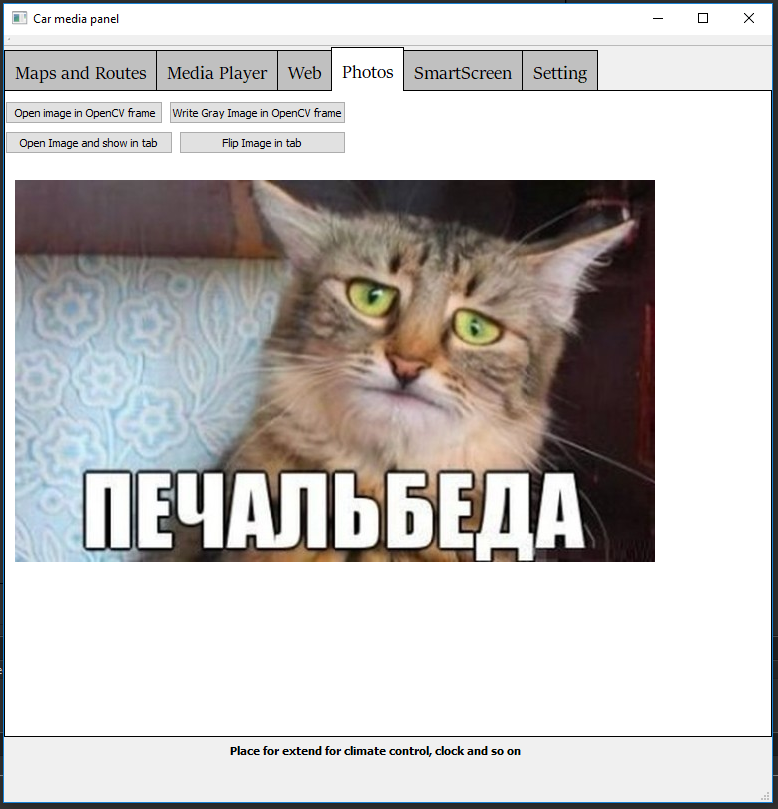 Car media panel
Maps and Routes Media Player Web Photos SmartScreen Setting
Open image in OpenCV frame Write Gray Image in OpenCV frame
Open Image and show in tab Flip Image in tab
ПЕЧАЛЬБЕДА
Place for extend for climate control, clock and so on